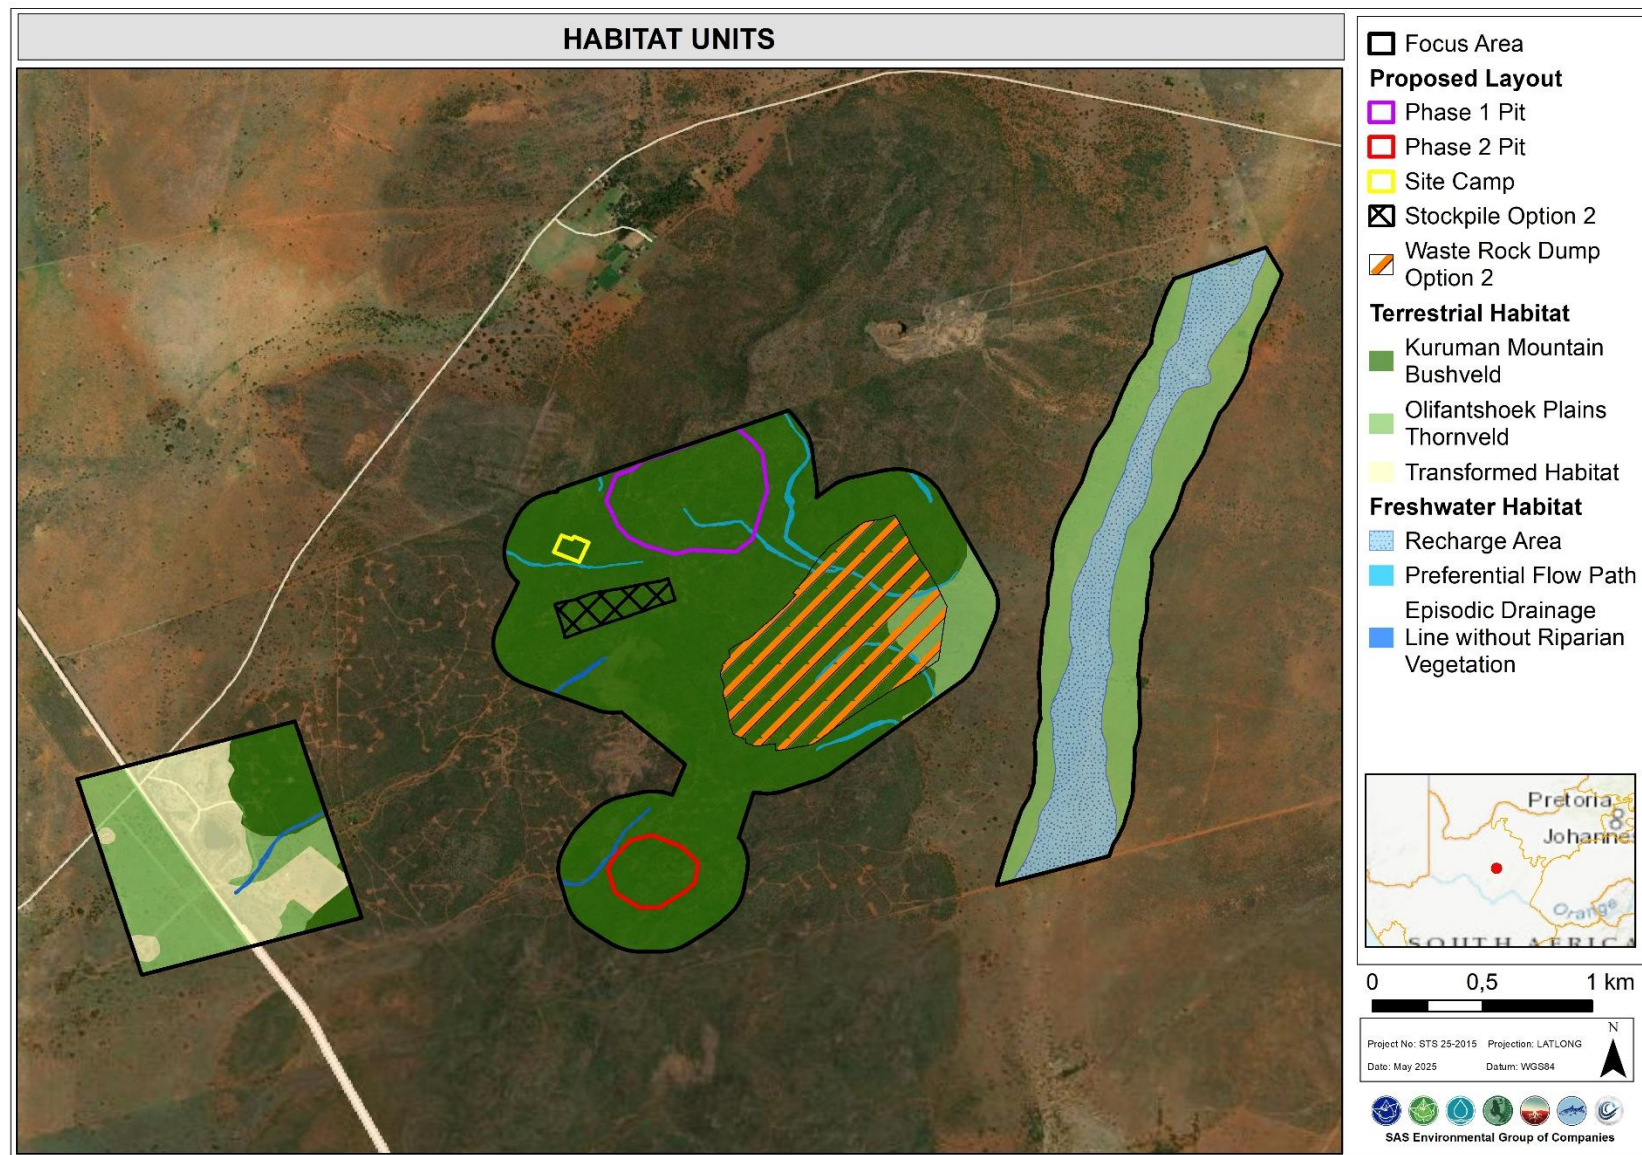 HABITAT UNITS
Focus Area
Proposed Layout
Phase 1 Pit
Phase 2 Pit
Site Camp
Stockpile Option 2
Waste Rock Dump
Option 2
Terrestrial Habitat
Kuruman Mountain
Bushveld
Olifantshoek Plains
Thornveld
Transformed Habitat
Freshwater Habitat
Recharge Area
Preferential Flow Path
Episodic Drainage
Line without Riparian
Vegetation
Pretoria
Johanne
Orange
SOUTH AFRICA
0 0,5 1 km
N
Project No: STS 25-2015 Projection: LATLONG
Date: May 2025 Datum: WGS84
SAS Environmental Group of Companies